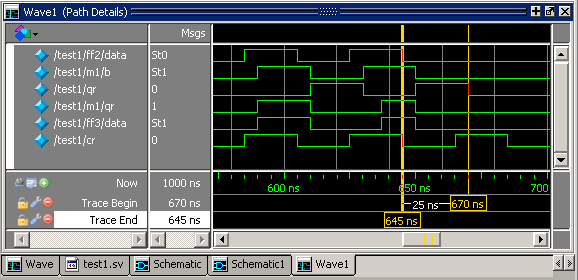 Wave1 (Path Details)
Msgs
/test1/ff2/data St0
/test1/m1/b St1
/test1/qr 0
/test1/m1/qr 1
/test1/ff3/data St1
/test1/cr 0
Now 1000 ns
600 ns 650 ns 700
Trace Begin 670 ns
25 ns 670 ns
Trace End 645 ns
645 ns
Wave test1.sv Schematic Schematic1 Wave1